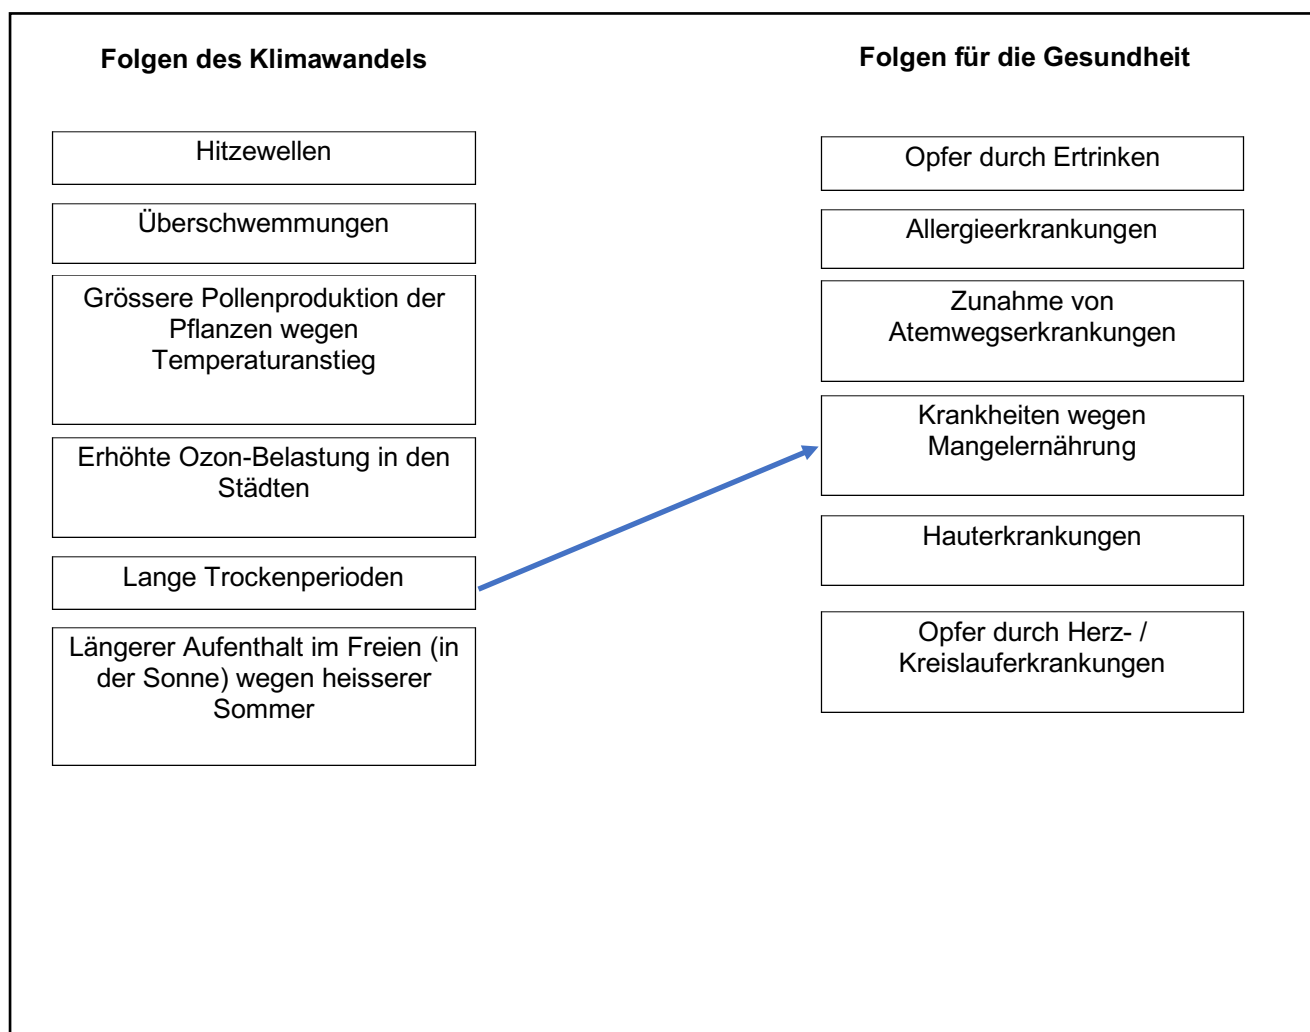 Folgen des Klimawandels
Hitzewellen
Überschwemmungen
Grössere Pollenproduktion der
Pflanzen wegen
Temperaturanstieg
Erhöhte Ozon-Belastung in den
Städten
Lange Trockenperioden
Längerer Aufenthalt im Freien (in
der Sonne) wegen heisserer
Sommer
Folgen für die Gesundheit
Opfer durch Ertrinken
Allergieerkrankungen
Zunahme von
Atemwegserkrankungen
Krankheiten wegen
Mangelernährung
Hauterkrankungen
Opfer durch Herz- /
Kreislauferkrankungen